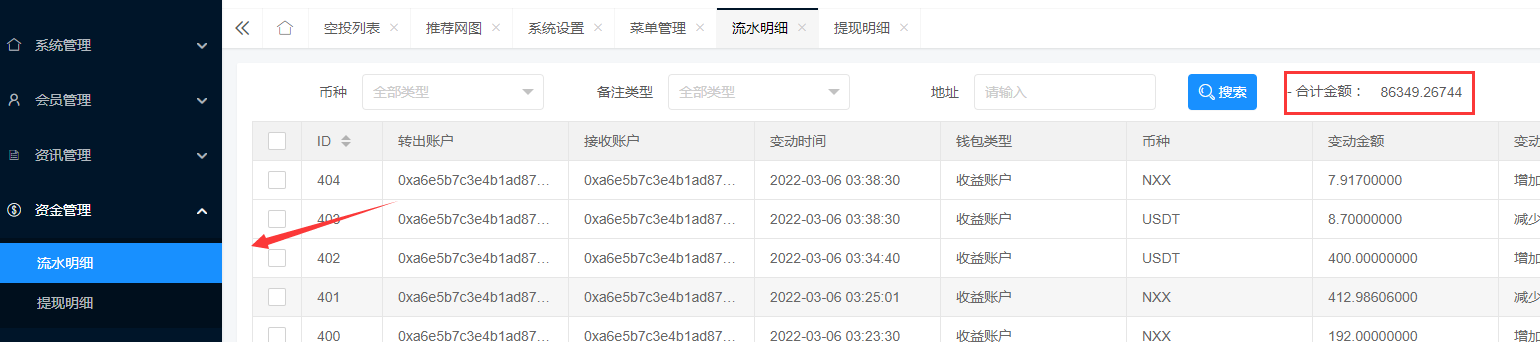 系统管理
会员管理
资讯管理
资金管理
流水明细
提现明细
空投列表 × 推荐网图 × 系统设置 × 菜单管理 × 流水明细 × 提现明细 ×
币种 全部类型 备注类型 全部类型 地址 请输入 搜索 - 合计金额： 86349.26744
ID 转出账户 接收账户 变动时间 钱包类型 币种 变动金额 变动
404 0xa6e5b7c3e4b1ad87... 0xa6e5b7c3e4b1ad87... 2022-03-06 03:38:30 收益账户 NXX 7.91700000 增加
403 0xa6e5b7c3e4b1ad87... 0xa6e5b7c3e4b1ad87... 2022-03-06 03:38:30 收益账户 USDT 8.70000000 减少
402 0xa6e5b7c3e4b1ad87... 0xa6e5b7c3e4b1ad87... 2022-03-06 03:34:40 收益账户 USDT 400.00000000 增加
401 0xa6e5b7c3e4b1ad87... 0xa6e5b7c3e4b1ad87... 2022-03-06 03:25:01 收益账户 NXX 412.98606000 减少
400 0xa6e5b7c3e4b1ad87... 0xa6e5b7c3e4b1ad87... 2022-03-06 03:23:30 收益账户 NXX 192.00000000 增加